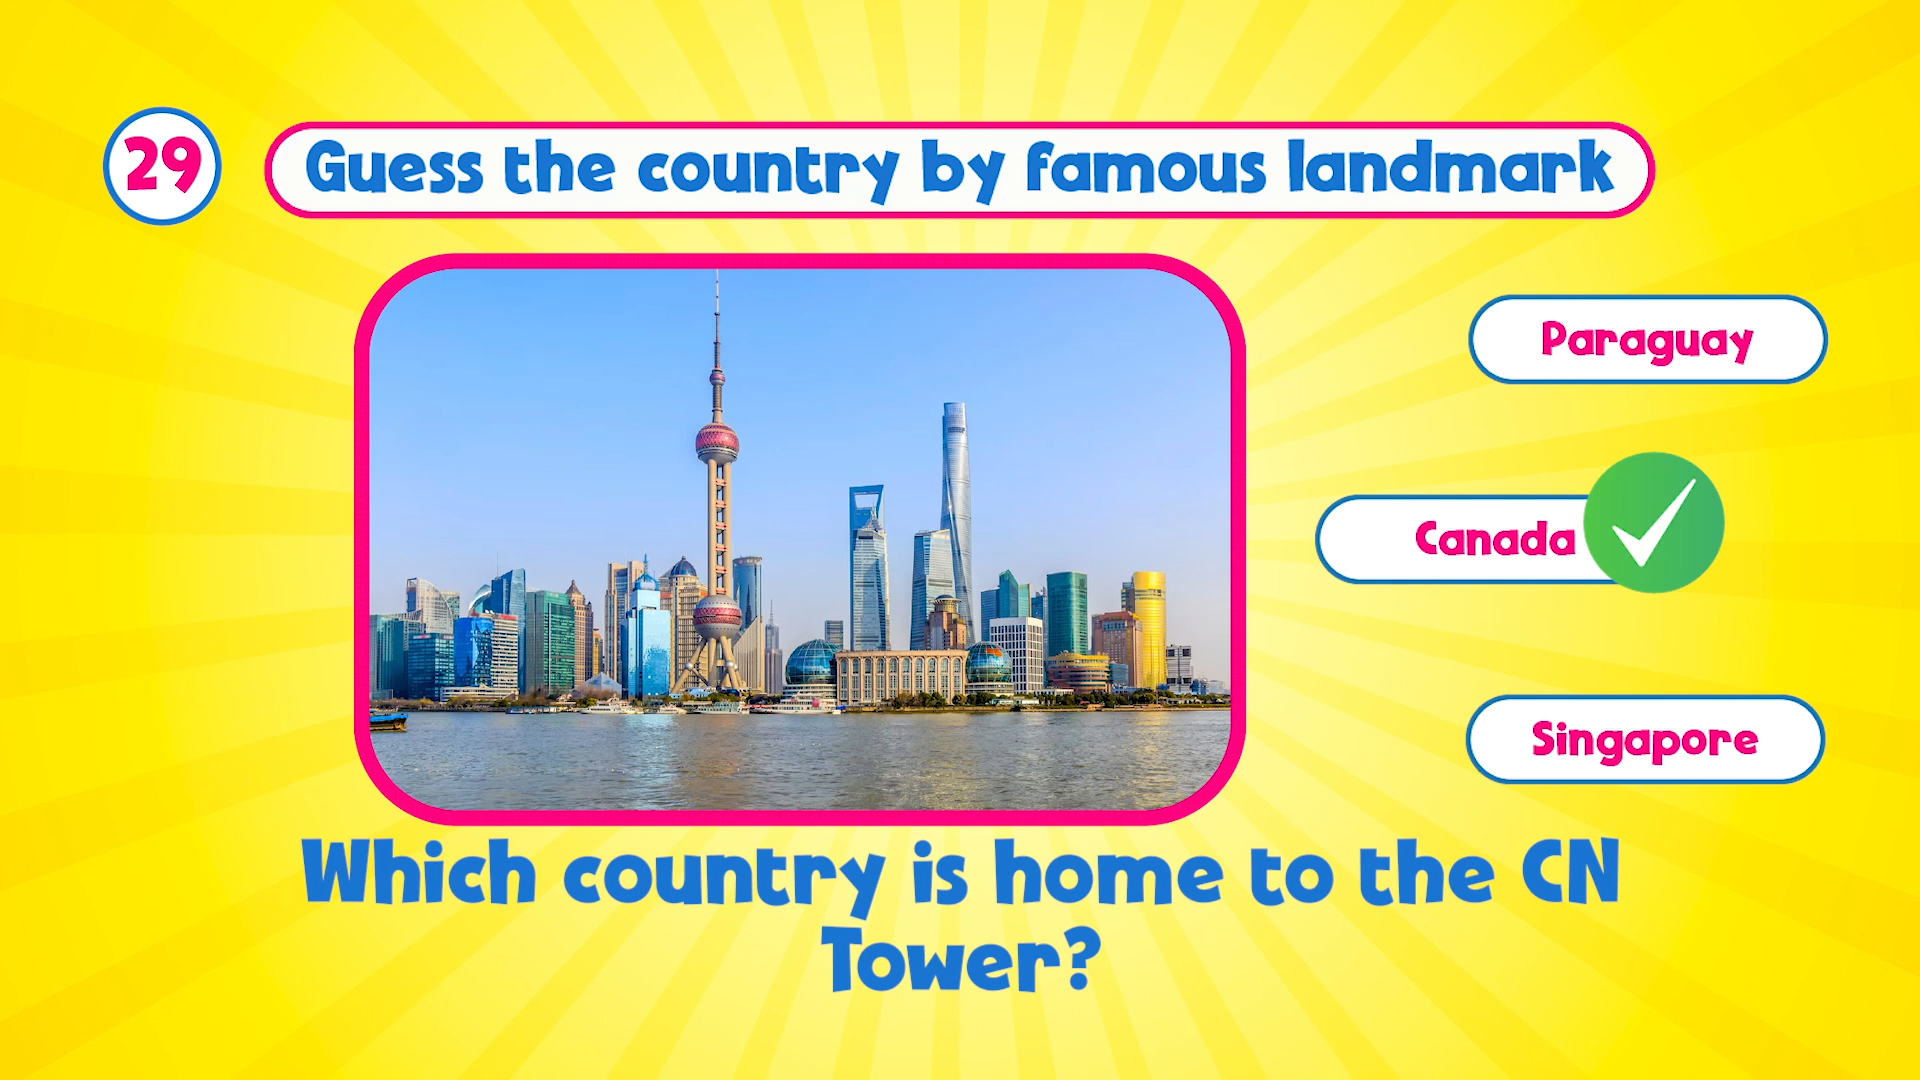 29
Guess the country by famous landmark
Paraguay
Canada
Singapore
Which country is home to the CN
Tower?